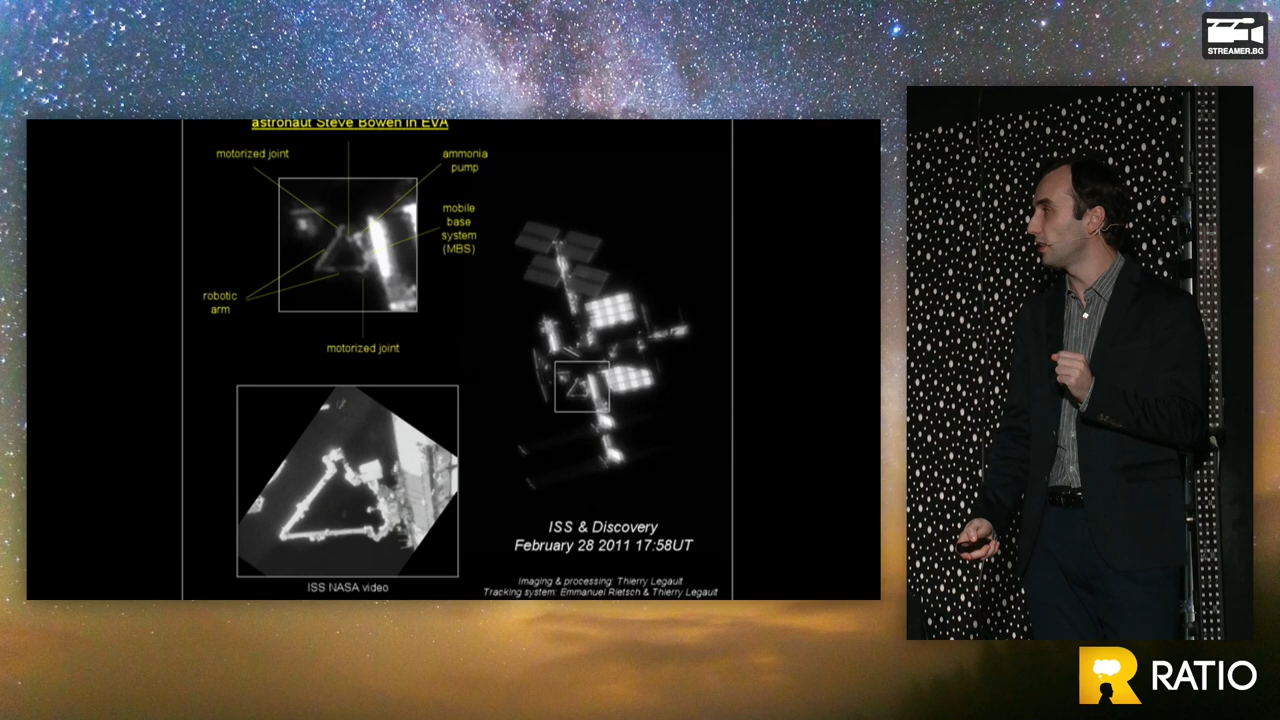 STREAMER.BG
astronaut Steve Bowen in EVA
motorized joint
ammonia
pump
mobile
base
system
(MBS)
robotic
arm
motorized joint
ISS NASA video
ISS & Discovery
February 28 2011 17:58UT
Imaging & processing: Thierry Legault
Tracking system: Emmanuel Rietsch & Thierry Legault
R RATIO